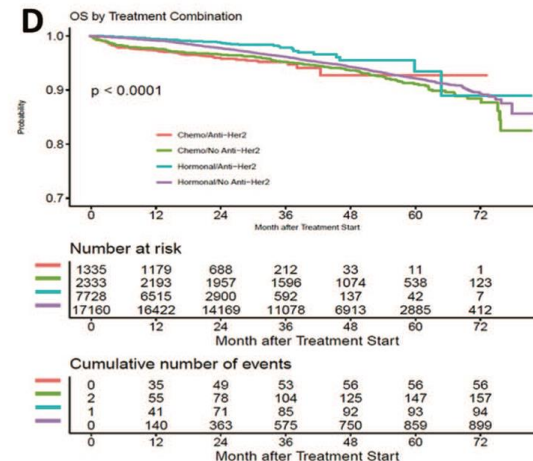 D
OS by Treatment Combination
1.0
0.9
0.8
0.7
Probability
p < 0.0001
Chemo/Anti-Her2
Chemo/No Anti-Her2
Hormonal/Anti-Her2
Hormonal/No Anti-Her2
0 12 24 36 48 60 72
Month after Treatment Start
Number at risk
1335 1179 688 212 33 11 1
2333 2193 1957 1596 1074 538 123
7728 6515 2900 592 137 42 7
17160 16422 14169 11078 6913 2885 412
0 12 24 36 48 60 72
Month after Treatment Start
Cumulative number of events
0 35 49 53 56 56 56
2 55 78 104 125 147 157
1 41 71 85 92 93 94
0 140 363 575 750 859 899
0 12 24 36 48 60 72
Month after Treatment Start